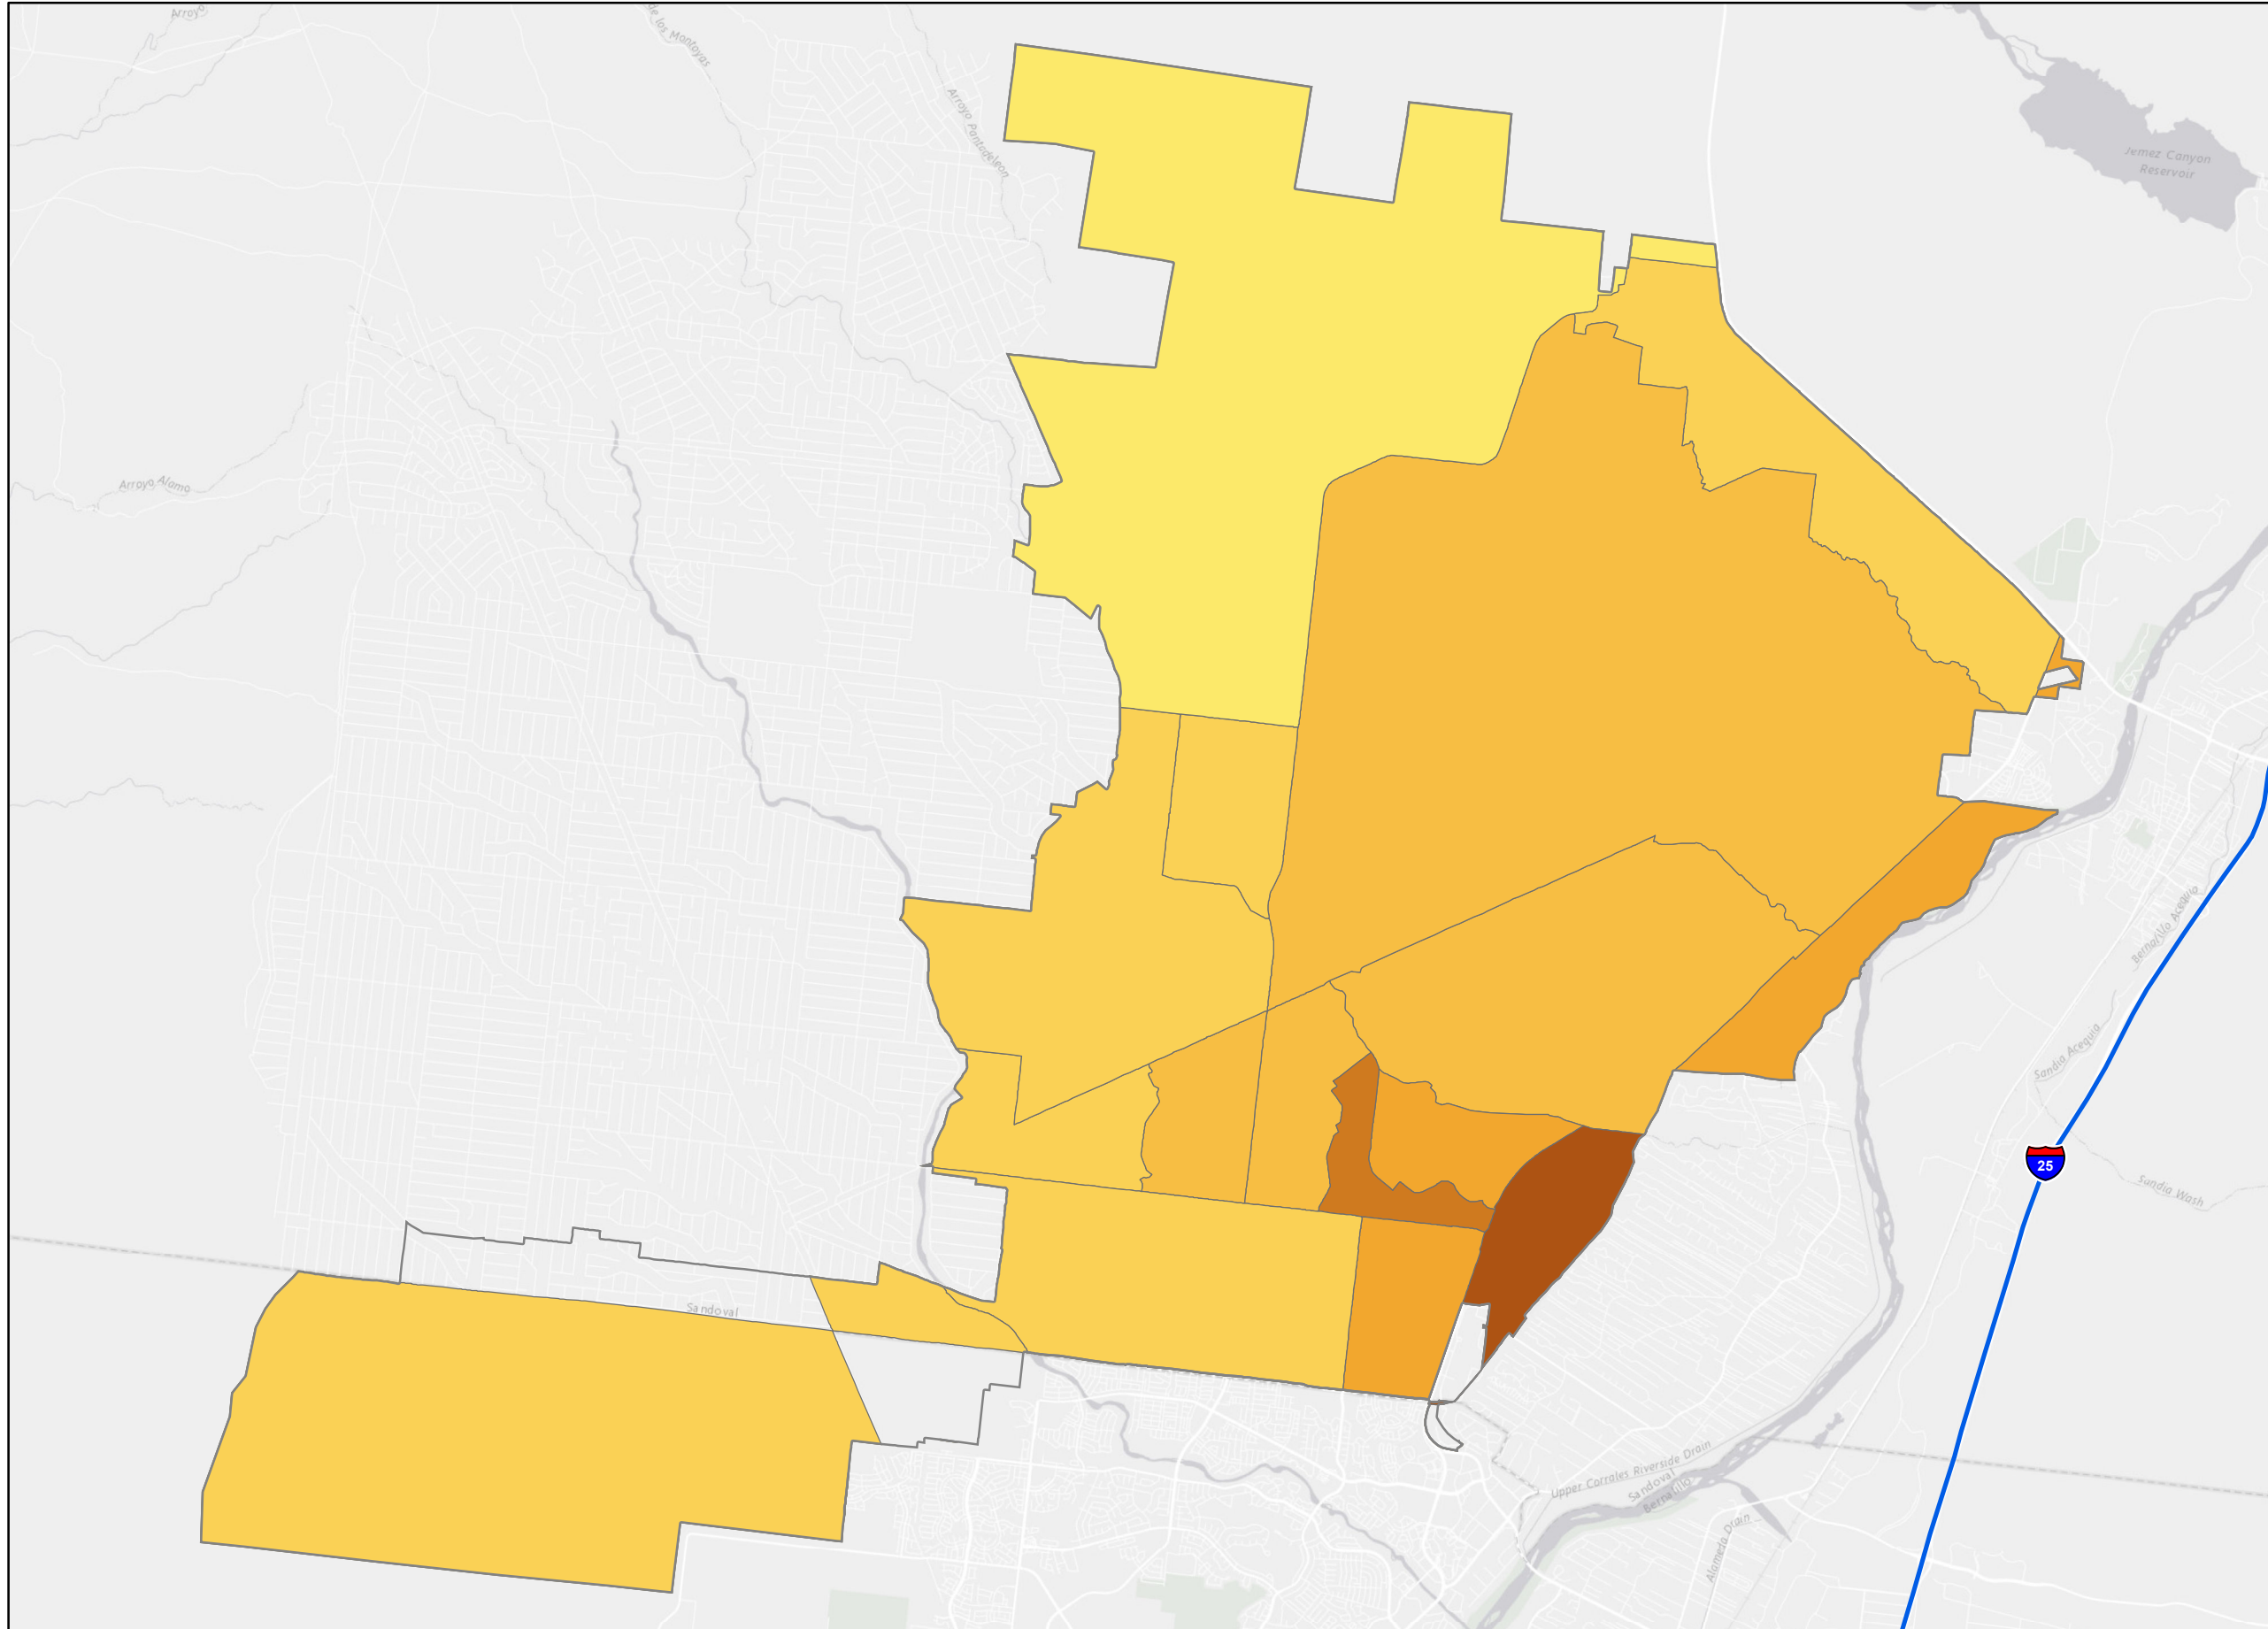 Arroyo
de los Montoyas
Arroyo Pantadeleon
Jemez Canyon
Reservoir
Arroyo Alamo
Bernalillo Acequia
Sandia Acequia
25
Sandia Wash
Sandoval
Upper Corrales Riverside Drain
Sandoval
Bernalillo
Alameda Drain